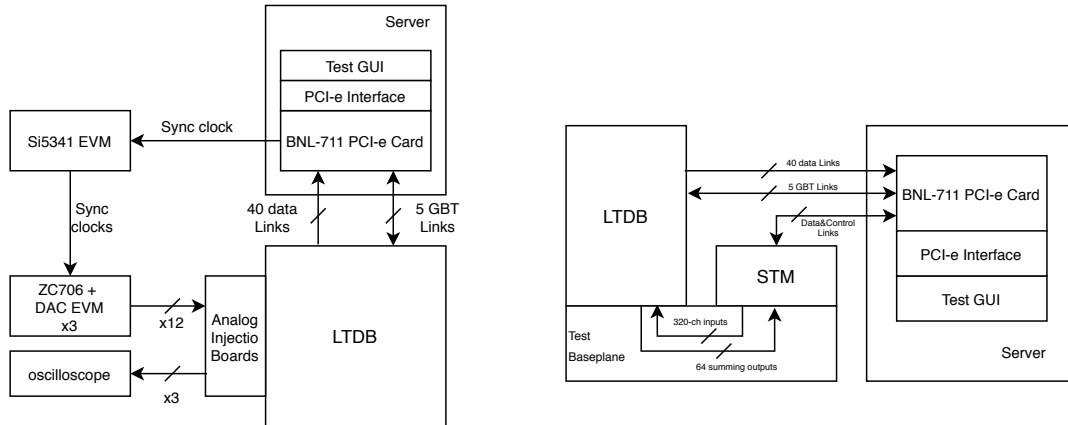 Server
Test GUI
PCI-e Interface
BNL-711 PCI-e Card
Sync clock
Si5341 EVM
Sync
clocks
40 data
Links
5 GBT
Links
ZC706 +
DAC EVM
x3
x12
Analog
Injectio
Boards
LTDB
oscilloscope
x3
LTDB
40 data Links
5 GBT Links
Data&Control
Links
BNL-711 PCI-e Card
PCI-e Interface
Test GUI
Server
STM
320-ch inputs
Test
Baseplane
64 summing outputs